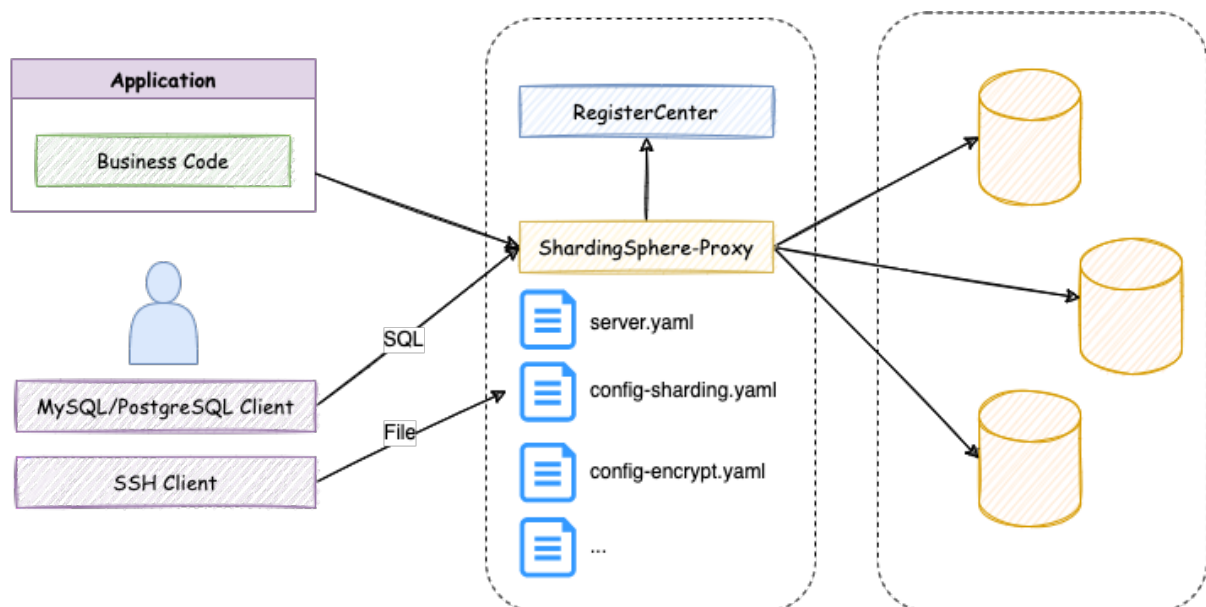 Application
Business Code
RegisterCenter
ShardingSphere-Proxy
SQL
MySQL/PostgreSQL Client
File
SSH Client
server.yaml
config-sharding.yaml
config-encrypt.yaml
...